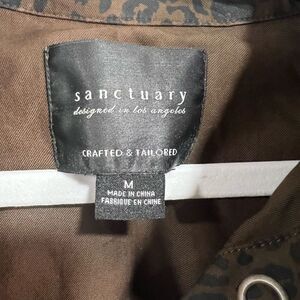 sanctuary
designed in los angeles
CRAFTED & TAILORED
M
MADE IN CHINA
FABRIQUE EN CHINE